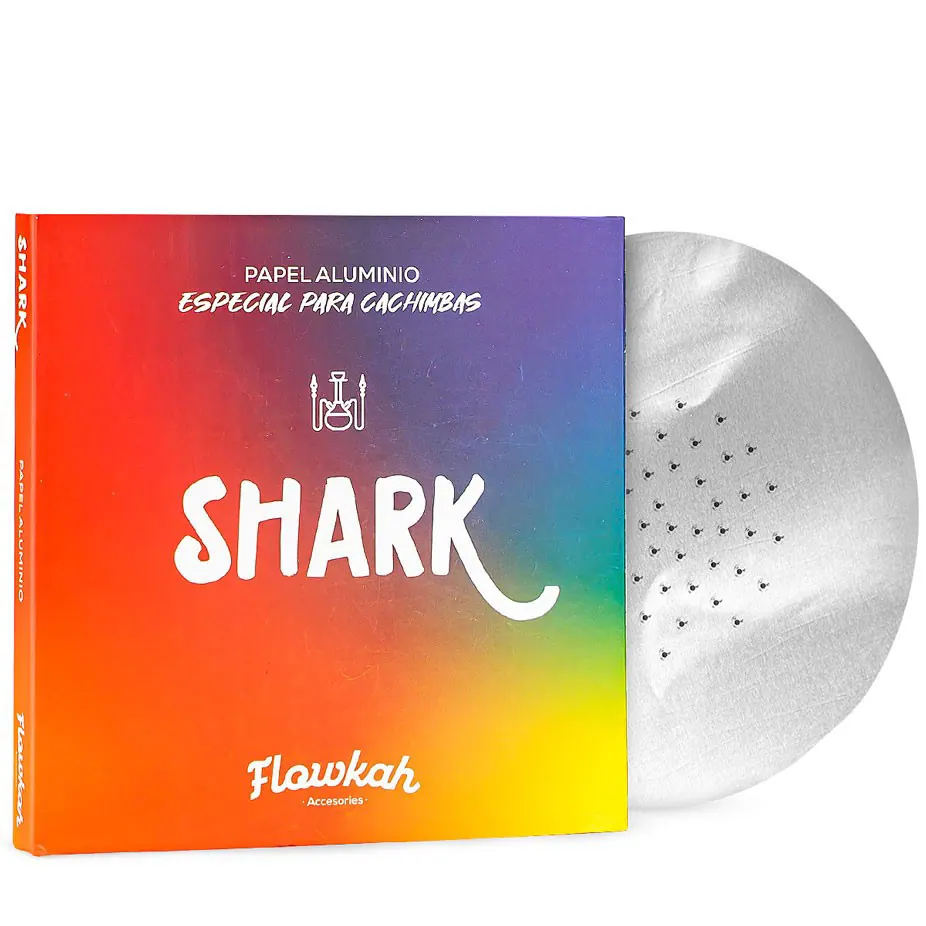 PAPEL ALUMINIO
ESPECIAL PARA CACHIMBAS
SHARK
Flowkah
· Accesories ·
SHARK
PAPEL ALUMINIO
Flowkah